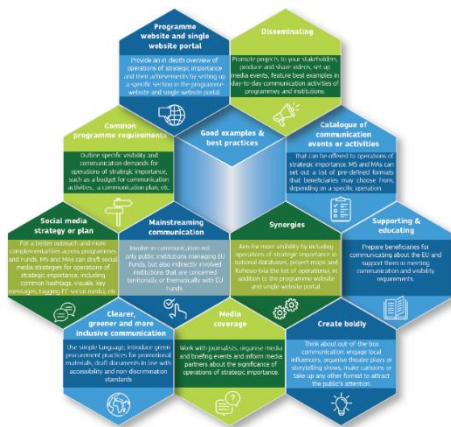 Programme
website and single
website portal
Provide an in depth overview of
operations of strategic importance
and their achievements by setting up
a specific section in the programme
website and single website portal
Disseminating
Promote projects to your stakeholders,
produce and share videos, set up
media events, feature best examples in
day-to-day communication activities of
programmes and institutions.
Common
programme requirements
Outline specific visibility and
communication demands for
operations of strategic importance,
such as a budget for communication
activities, a communication plan, etc.
Good examples &
best practices
Catalogue of
communication
events or activities
that can be offered to operations of
strategic importance. MS and MAs can
set out a list of pre-defined formats
that beneficiaries may choose from,
depending on a specific operation
Social media
strategy or plan
For a better outreach and more
complementarities across programmes
and Funds, MS and MAs can draft social
media strategies for operations of
strategic importance, including
common hashtags, visuals, key
messages, tagging EC social media, etc
Mainstreaming
communication
Involve in communication not
only public institutions managing EU
Funds, but also indirectly involved
institutions that are concerned
territorially or thematically with EU
Funds
Synergies
Aim for more visibility by including
operations of strategic importance in
national databases, project maps and
Kohesio (via the list of operations), in
addition to the programme website
and single website portal
Supporting &
educating
Prepare beneficiaries for
communicating about the EU and
support them in meeting
communication and visibility
requirements
Clearer,
greener and more
inclusive communication
Use simple language, introduce green
procurement practices for promotional
materials, draft documents in line with
accessibility and non discrimination
standards
Media
coverage
Work with journalists, organise media
and briefing events and inform media
partners about the significance of
operations of strategic importance.
Create boldly
Think about out-of-the-box
communication: engage local
influencers, organise theatre plays or
storytelling shows, make cartoons or
take up any other format to attract
the public's attention.